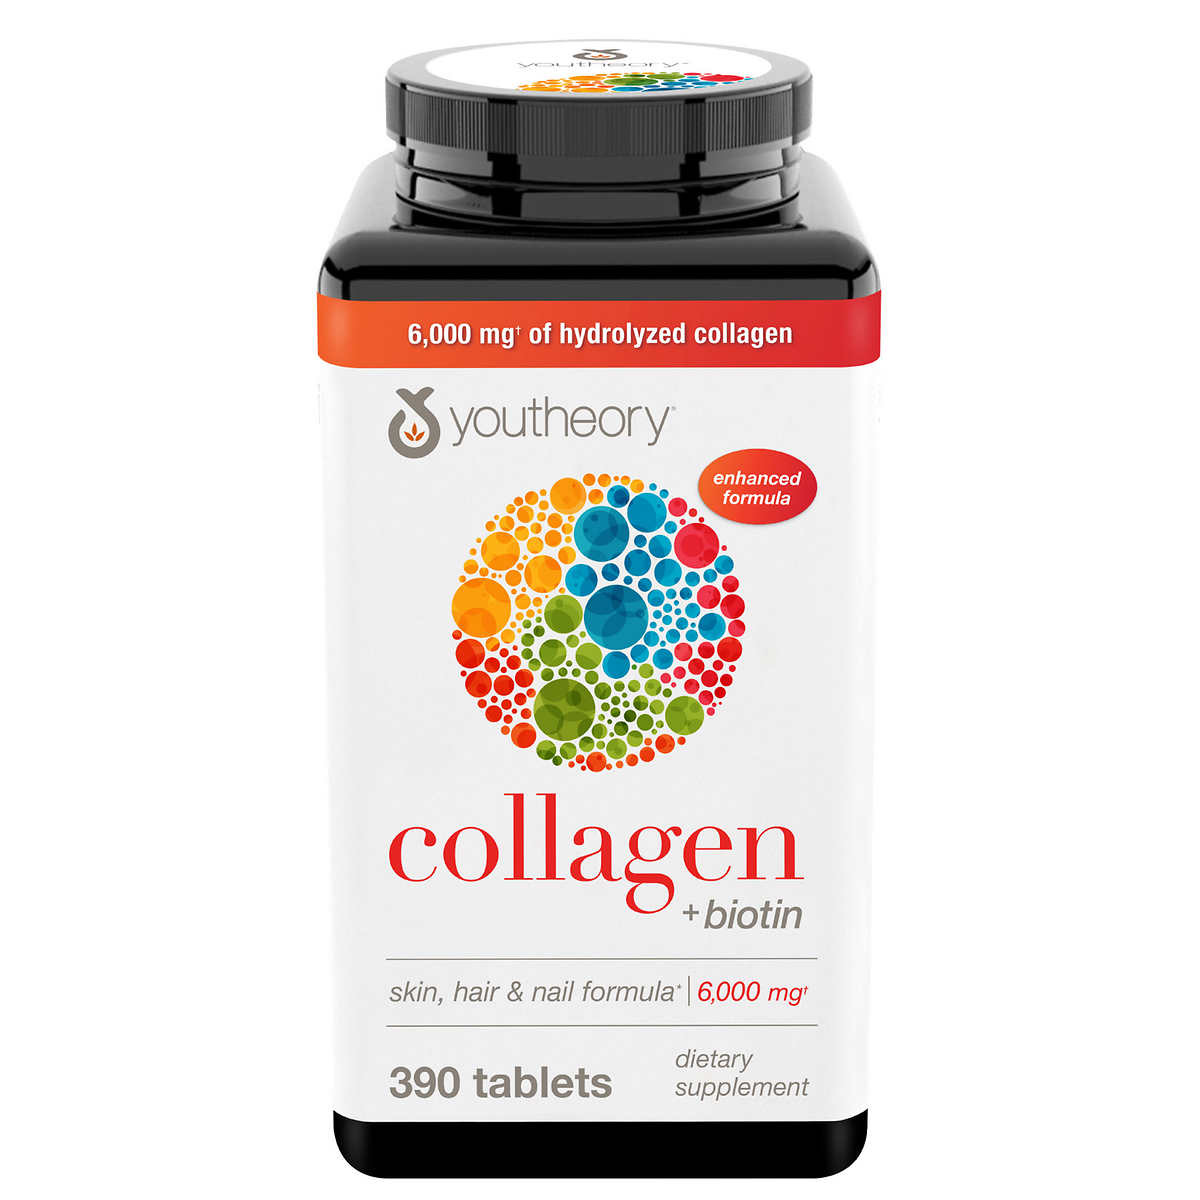 youtheory
6,000 mg† of hydrolyzed collagen
youtheory®
enhanced
formula
collagen
+biotin
skin, hair & nail formula* | 6,000 mg†
390 tablets
dietary
supplement